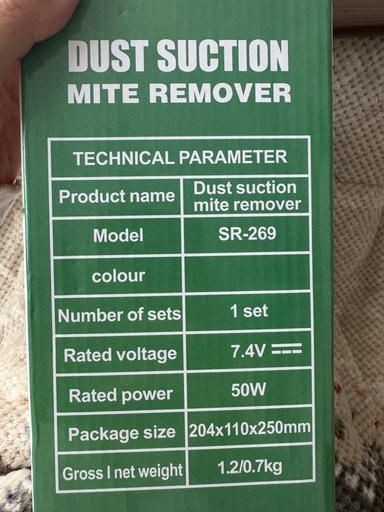 DUST SUCTION
MITE REMOVER
TECHNICAL PARAMETER
Product name Dust suction
mite remover
Model SR-269
colour
Number of sets 1 set
Rated voltage 7.4V
Rated power 50W
Package size 204x110x250mm
Gross l net weight 1.2/0.7kg